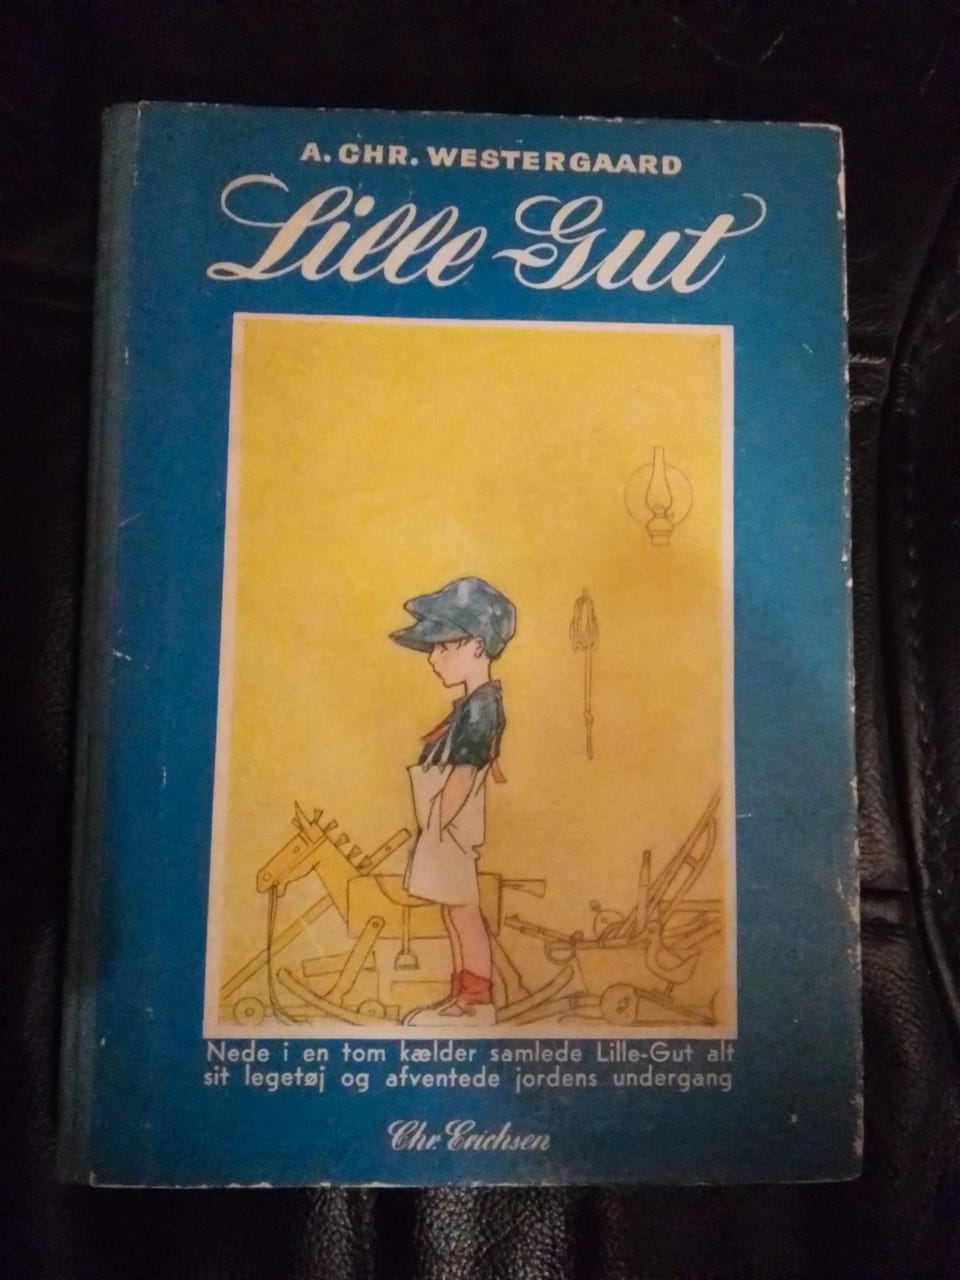 A. CHR. WESTERGAARD
Lille-Gut
Nede i en tom kælder samlede Lille-Gut alt
sit legetøj og afventede jordens undergang
Chr. Erichsen